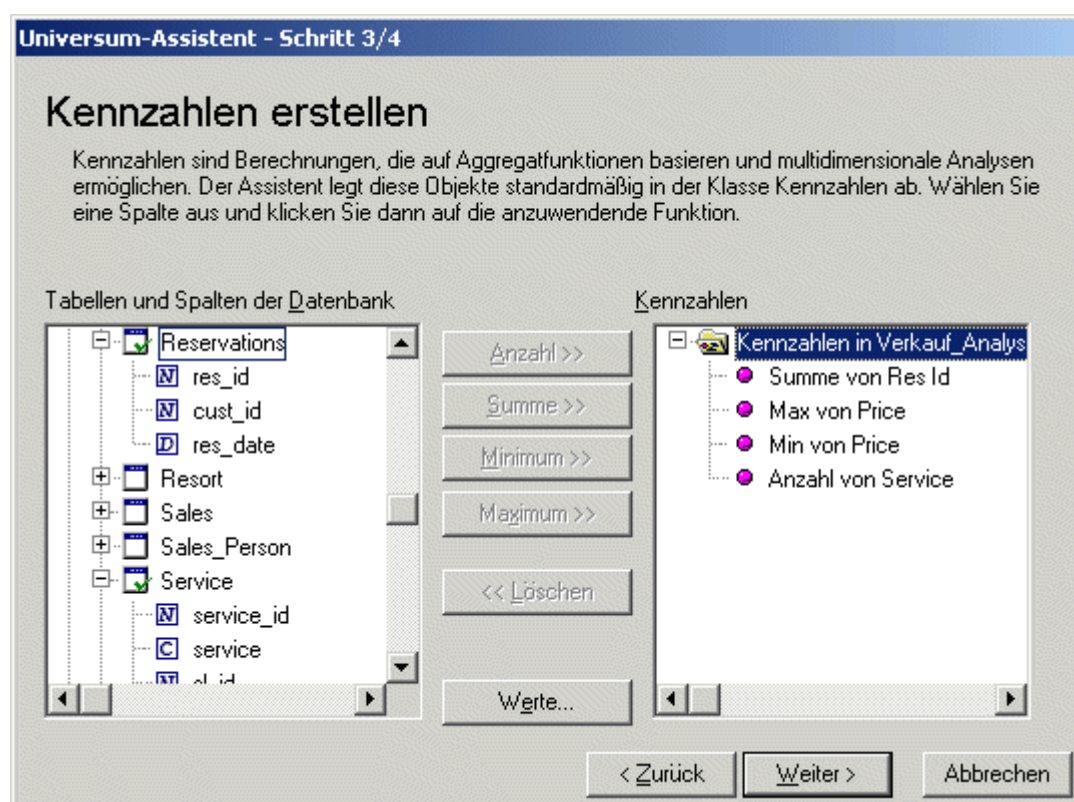 Universum-Assistent - Schritt 3/4
Kennzahlen erstellen
Kennzahlen sind Berechnungen, die auf Aggregatfunktionen basieren und multidimensionale Analysen
ermöglichen. Der Assistent legt diese Objekte standardmäßig in der Klasse Kennzahlen ab. Wählen Sie
eine Spalte aus und klicken Sie dann auf die anzuwendende Funktion.
Tabellen und Spalten der Datenbank
Reservations
N res_id
N cust_id
D res_date
Resort
Sales
Sales_Person
Service
N service_id
C service
Anzahl >>
Summe >>
Minimum >>
Maximum >>
<< Löschen
Werte...
Kennzahlen
Kennzahlen in Verkauf_Analys
Summe von Res Id
Max von Price
Min von Price
Anzahl von Service
< Zurück
Weiter >
Abbrechen